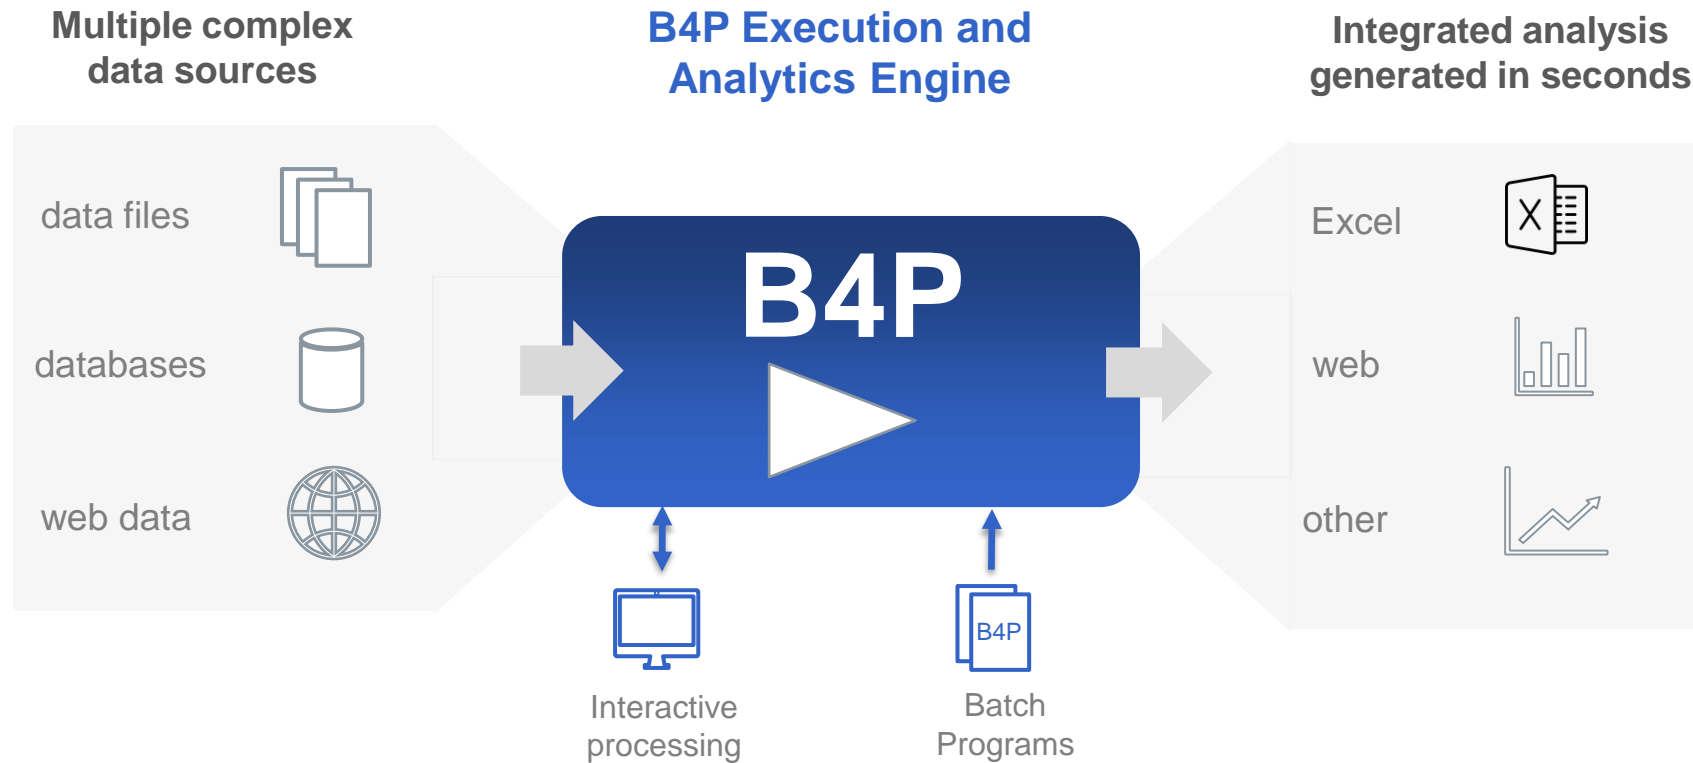 Multiple complex
data sources
B4P Execution and
Analytics Engine
Integrated analysis
generated in seconds
data files
databases
web data
B4P
Excel
X
web
other
B4P
Interactive
processing
Batch
Programs